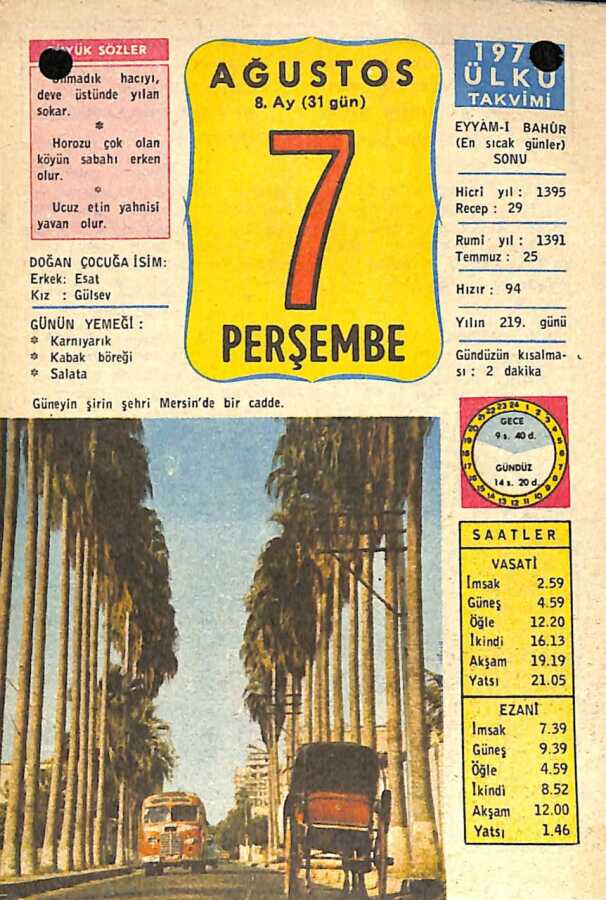 BÜYÜK SÖZLER
hacıyı,
deve üstünde yılan
sokar.
*
Horozu çok olan
köyün sabahı erken
olur.
*
Ucuz etin yahnisi
yavan olur.
DOĞAN ÇOCUĞA İSİM:
Erkek: Esat
Kız : Gülsev
GÜNÜN YEMEĞİ :
* Karnıyarık
* Kabak böreği
* Salata
AĞUSTOS
8. Ay (31 gün)
7
PERŞEMBE
197
ÜLKÜ
TAKVİMİ
EYYÂM-I BAHÛR
(En sıcak günler)
SONU
Hicrî yıl : 1395
Recep : 29
Rumî yıl : 1391
Temmuz : 25
Hızır : 94
Yılın 219. günü
Gündüzün kısalma-
sı : 2 dakika
Güneyin şirin şehri Mersin'de bir cadde.
GECE
9 s. 40 d.
GÜNDÜZ
14 s. 20 d.
SAATLER
VASATİ
İmsak 2.59
Güneş 4.59
Öğle 12.20
İkindi 16.13
Akşam 19.19
Yatsı 21.05
EZANİ
İmsak 7.39
Güneş 9.39
Öğle 4.59
İkindi 8.52
Akşam 12.00
Yatsı 1.46